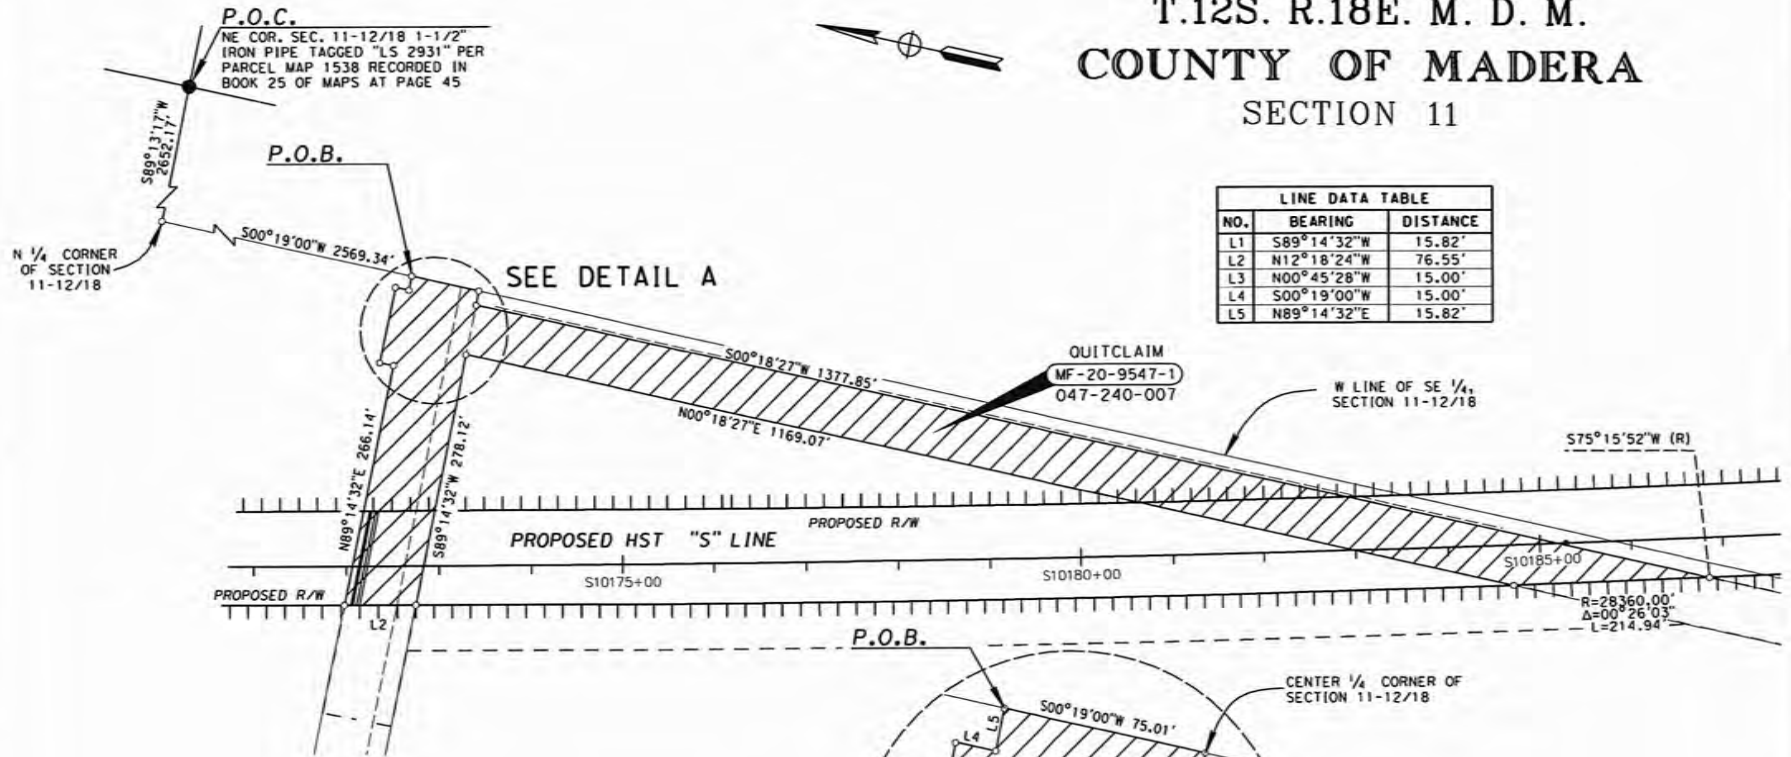 P.O.C.
NE COR. SEC. 11-12/18 1-1/2"
IRON PIPE TAGGED "LS 2931" PER
PARCEL MAP 1538 RECORDED IN
BOOK 25 OF MAPS AT PAGE 45
T.12S. R.18E. M. D. M.
COUNTY OF MADERA
SECTION 11
S89°13'17"W
2652.17'
P.O.B.
N 1/4 CORNER
OF SECTION
11-12/18
S00°19'00"W 2569.34'
SEE DETAIL A
LINE DATA TABLE
NO. BEARING DISTANCE
L1 S89°14'32"W 15.82'
L2 N12°18'24"W 76.55'
L3 N00°45'28"W 15.00'
L4 S00°19'00"W 15.00'
L5 N89°14'32"E 15.82'
S00°18'27"W 1377.85'
QUITCLAIM
MF-20-9547-1
047-240-007
W LINE OF SE 1/4,
SECTION 11-12/18
N00°18'27"E 1169.07'
S75°15'52"W (R)
N89°14'32"E 266.14'
S89°14'32"W 278.12'
PROPOSED R/W
PROPOSED HST "S" LINE
S10175+00
S10180+00
S10185+00
PROPOSED R/W
L2
R=28360.00'
Δ=00°26'03"
L=214.94'
P.O.B.
CENTER 1/4 CORNER OF
SECTION 11-12/18
S00°19'00"W 75.01'
L5
L4